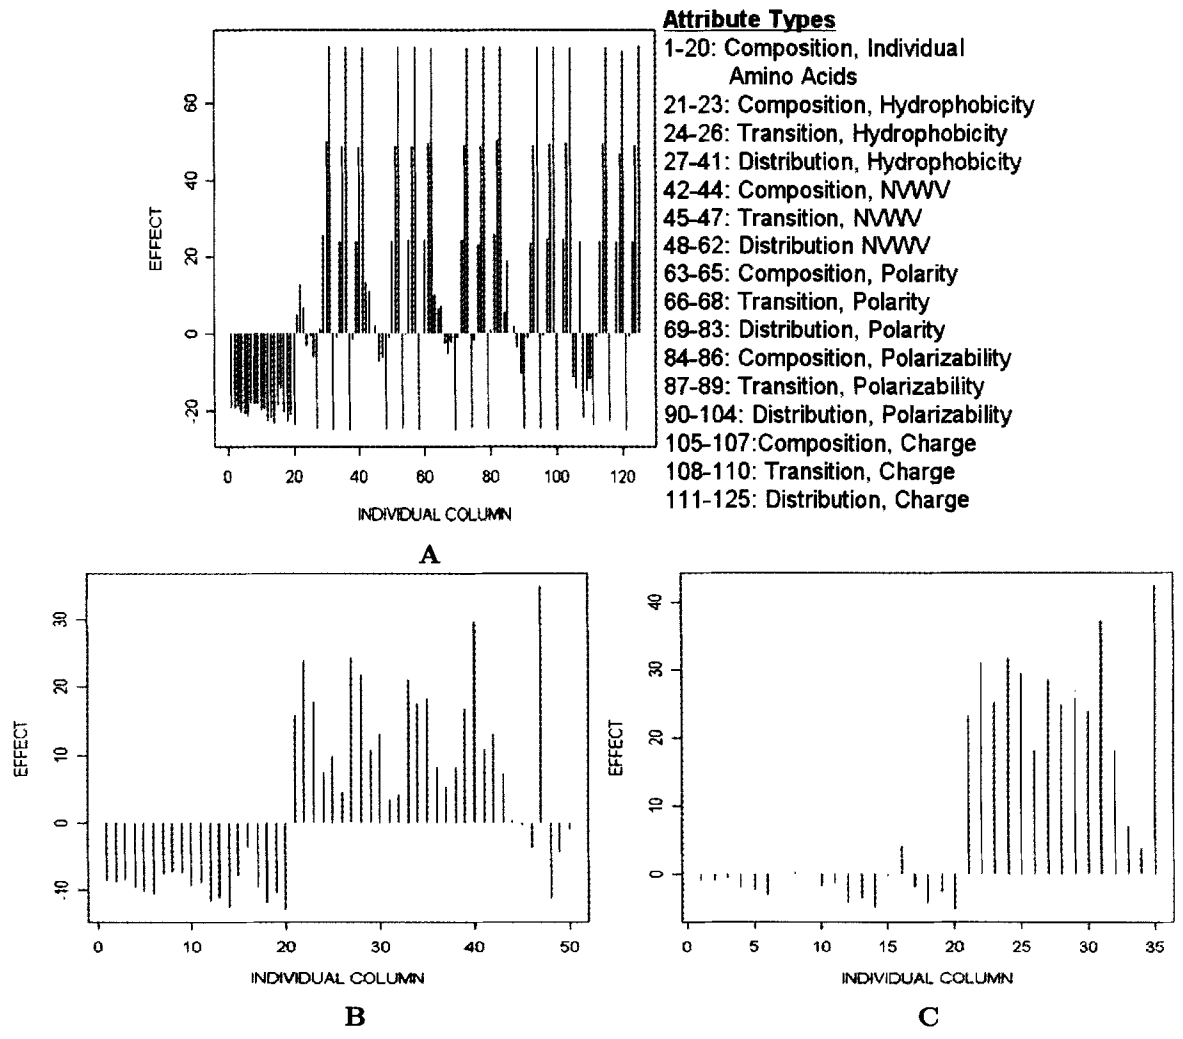 Attribute Types
1-20: Composition, Individual
Amino Acids
21-23: Composition, Hydrophobicity
24-26: Transition, Hydrophobicity
27-41: Distribution, Hydrophobicity
42-44: Composition, NVWV
45-47: Transition, NVWV
48-62: Distribution NVWV
63-65: Composition, Polarity
66-68: Transition, Polarity
69-83: Distribution, Polarity
84-86: Composition, Polarizability
87-89: Transition, Polarizability
90-104: Distribution, Polarizability
105-107:Composition, Charge
108-110: Transition, Charge
111-125: Distribution, Charge
EFFECT
60
40
20
0
-20
0 20 40 60 80 100 120
INDIVIDUAL COLUMN
A
EFFECT
30
20
10
0
-10
0 10 20 30 40 50
INDIVIDUAL COLUMN
B
EFFECT
40
30
20
10
0
0 5 10 15 20 25 30 35
INDIVIDUAL COLUMN
C